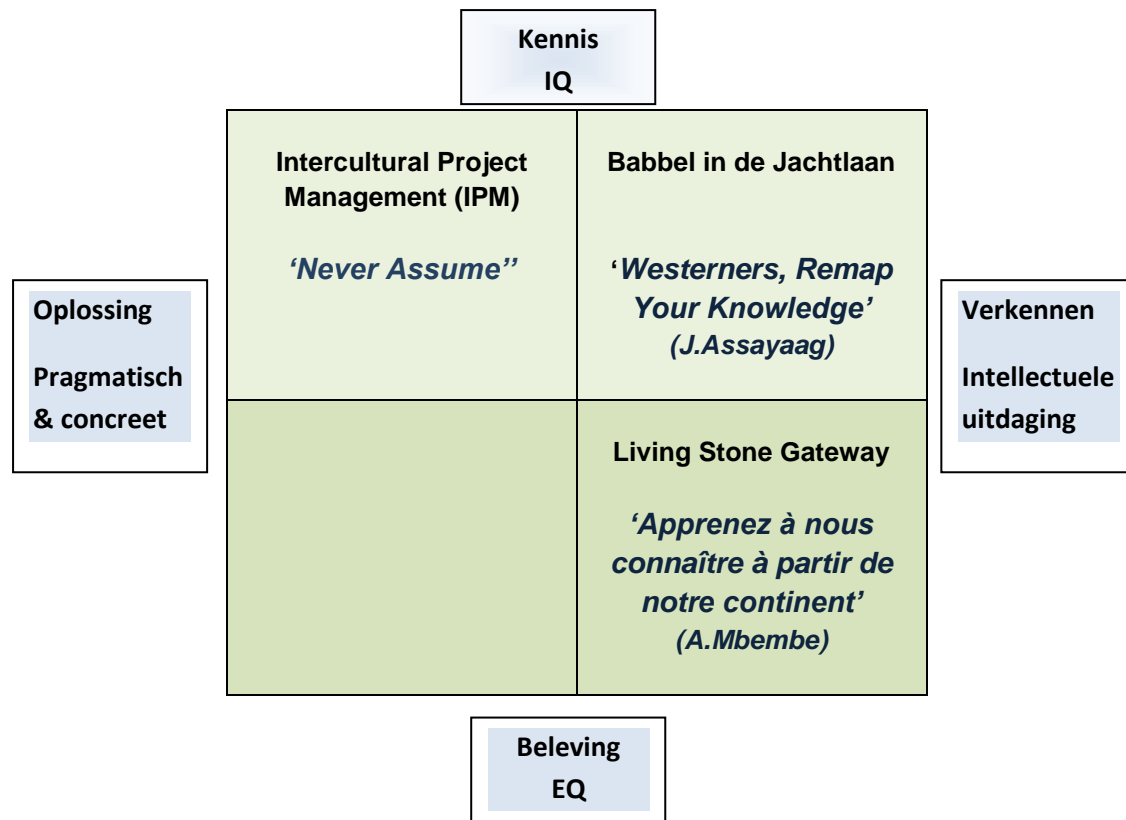 Kennis
IQ
Intercultural Project
Management (IPM)
‘Never Assume’’
Babbel in de Jachtlaan
‘Westerners, Remap
Your Knowledge’
(J.Assayaag)
Oplossing
Pragmatisch
& concreet
Verkennen
Intellectuele
uitdaging
Living Stone Gateway
‘Apprenez à nous
connaître à partir de
notre continent’
(A.Mbembe)
Beleving
EQ